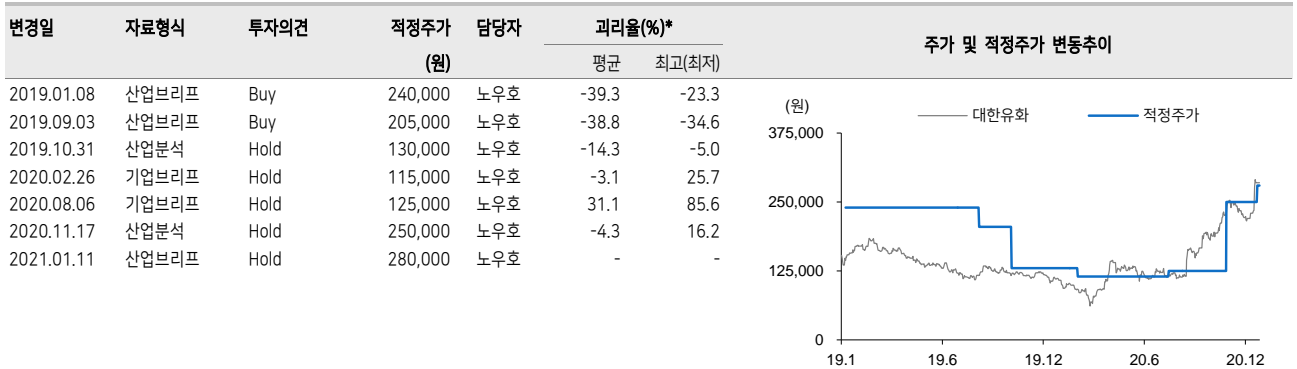 변경일 자료형식 투자의견 적정주가 담당자 괴리율(%)* 주가 및 적정주가 변동추이
(원) 평균 최고(최저)
2019.01.08 산업브리프 Buy 240,000 노우호 -39.3 -23.3
2019.09.03 산업브리프 Buy 205,000 노우호 -38.8 -34.6
2019.10.31 산업분석 Hold 130,000 노우호 -14.3 -5.0
2020.02.26 기업브리프 Hold 115,000 노우호 -3.1 25.7
2020.08.06 기업브리프 Hold 125,000 노우호 31.1 85.6
2020.11.17 산업분석 Hold 250,000 노우호 -4.3 16.2
2021.01.11 산업브리프 Hold 280,000 노우호 - -
(원) 대한유화 적정주가
375,000
250,000
125,000
0
19.1 19.6 19.12 20.6 20.12